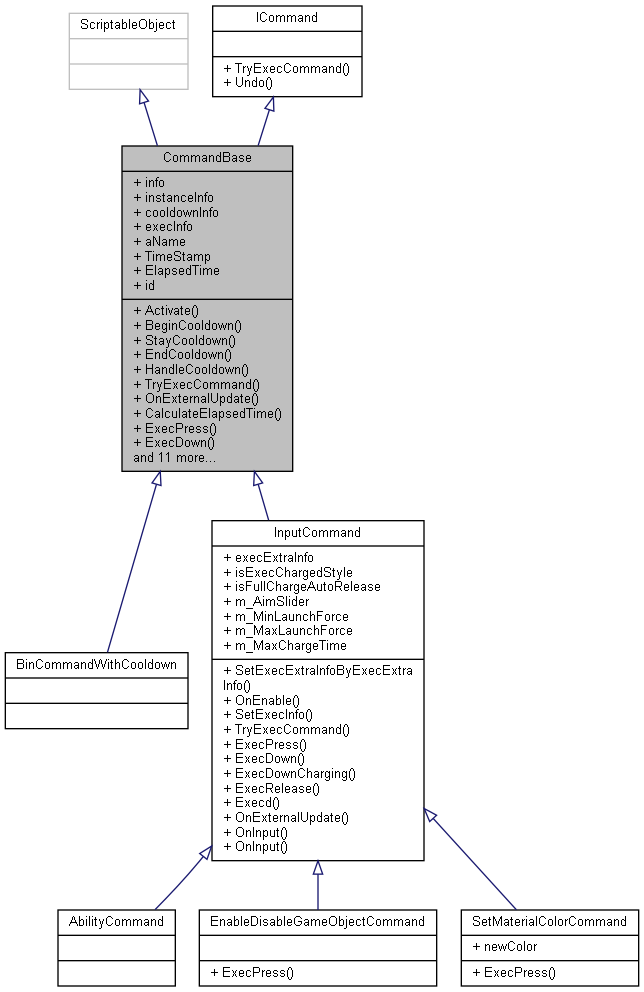 ScriptableObject
ICommand
+ TryExecCommand()
+ Undo()
CommandBase
+ info
+ instanceInfo
+ cooldownInfo
+ execInfo
+ aName
+ TimeStamp
+ ElapsedTime
+ id
+ Activate()
+ BeginCooldown()
+ StayCooldown()
+ EndCooldown()
+ HandleCooldown()
+ TryExecCommand()
+ OnExternalUpdate()
+ CalculateElapsedTime()
+ ExecPress()
+ ExecDown()
and 11 more...
BinCommandWithCooldown
InputCommand
+ execExtraInfo
+ isExecChargedStyle
+ isFullChargeAutoRelease
+ m_AimSlider
+ m_MinLaunchForce
+ m_MaxLaunchForce
+ m_MaxChargeTime
+ SetExecExtraInfoByExecExtra
Info()
+ OnEnable()
+ SetExecInfo()
+ TryExecCommand()
+ ExecPress()
+ ExecDown()
+ ExecDownCharging()
+ ExecRelease()
+ Execd()
+ OnExternalUpdate()
+ OnInput()
+ OnInput()
AbilityCommand
EnableDisableGameObjectCommand
+ ExecPress()
SetMaterialColorCommand
+ newColor
+ ExecPress()